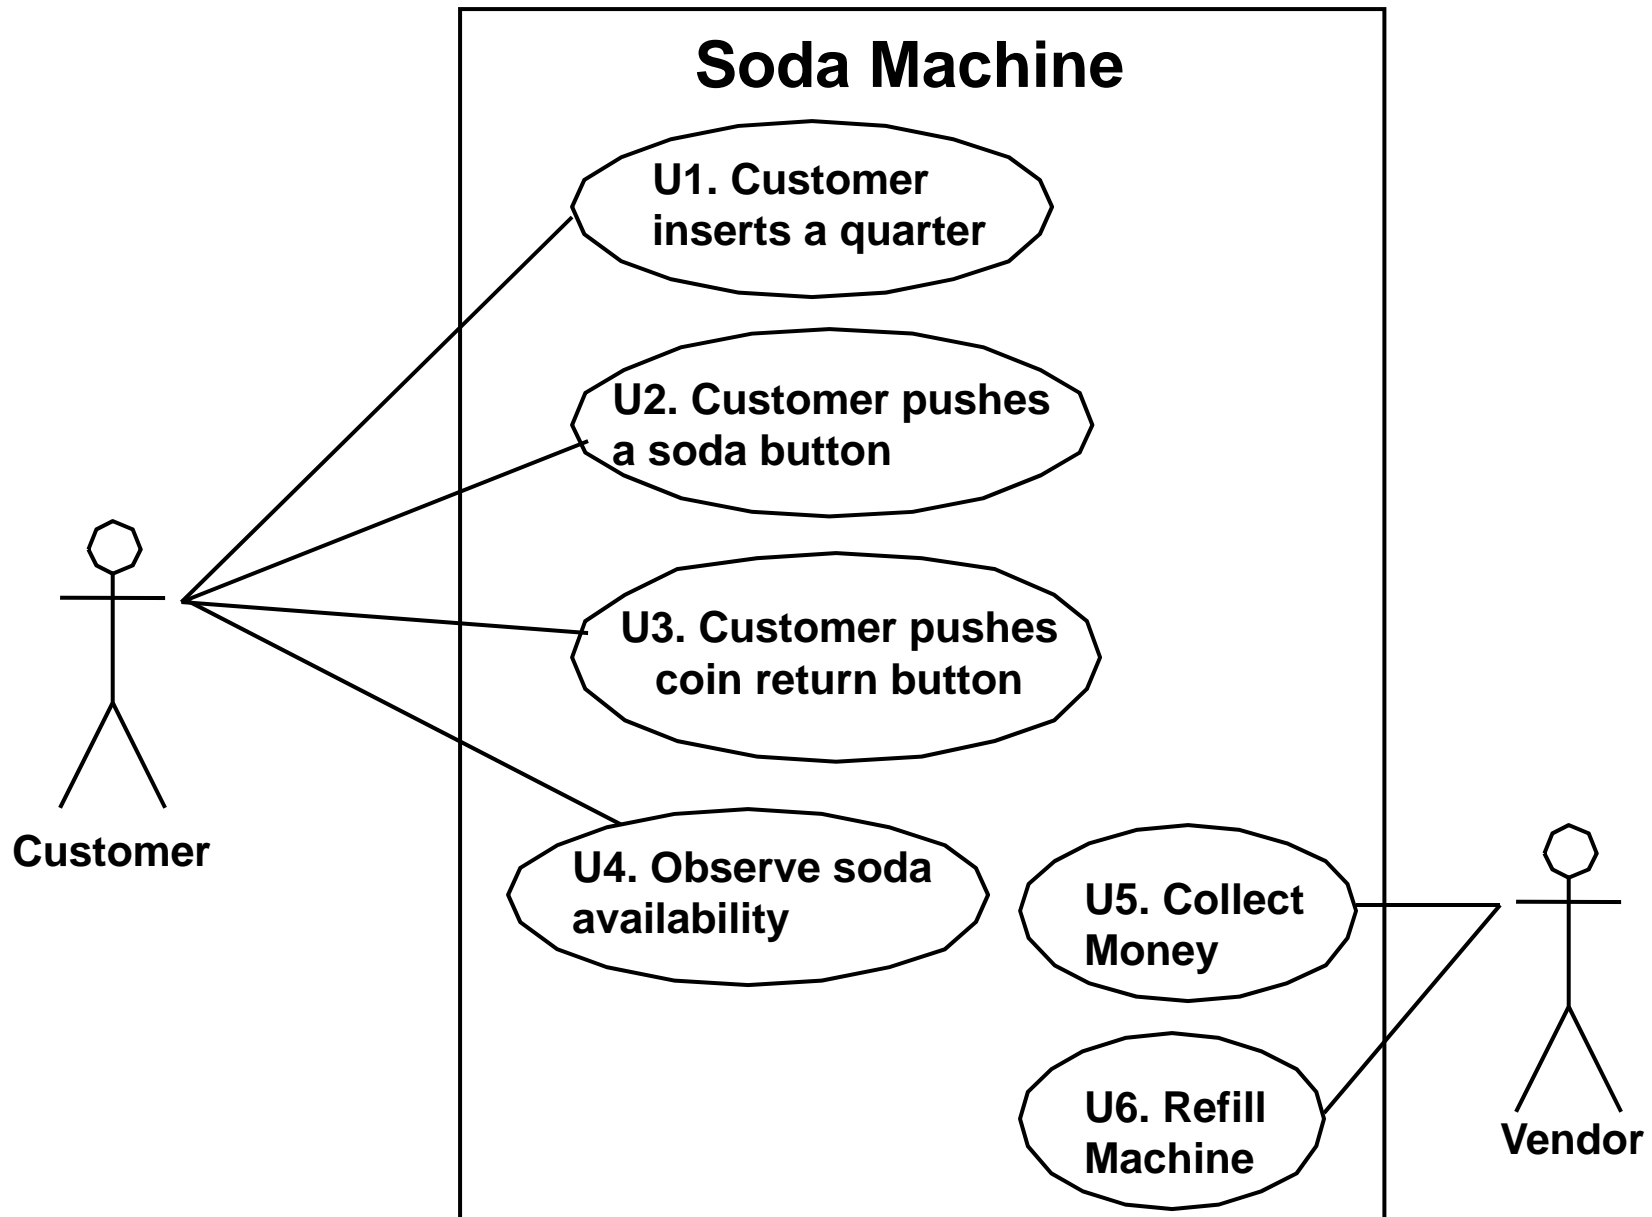 Soda Machine
U1. Customer
inserts a quarter
U2. Customer pushes
a soda button
U3. Customer pushes
coin return button
Customer
U4. Observe soda
availability
U5. Collect
Money
U6. Refill
Machine
Vendor